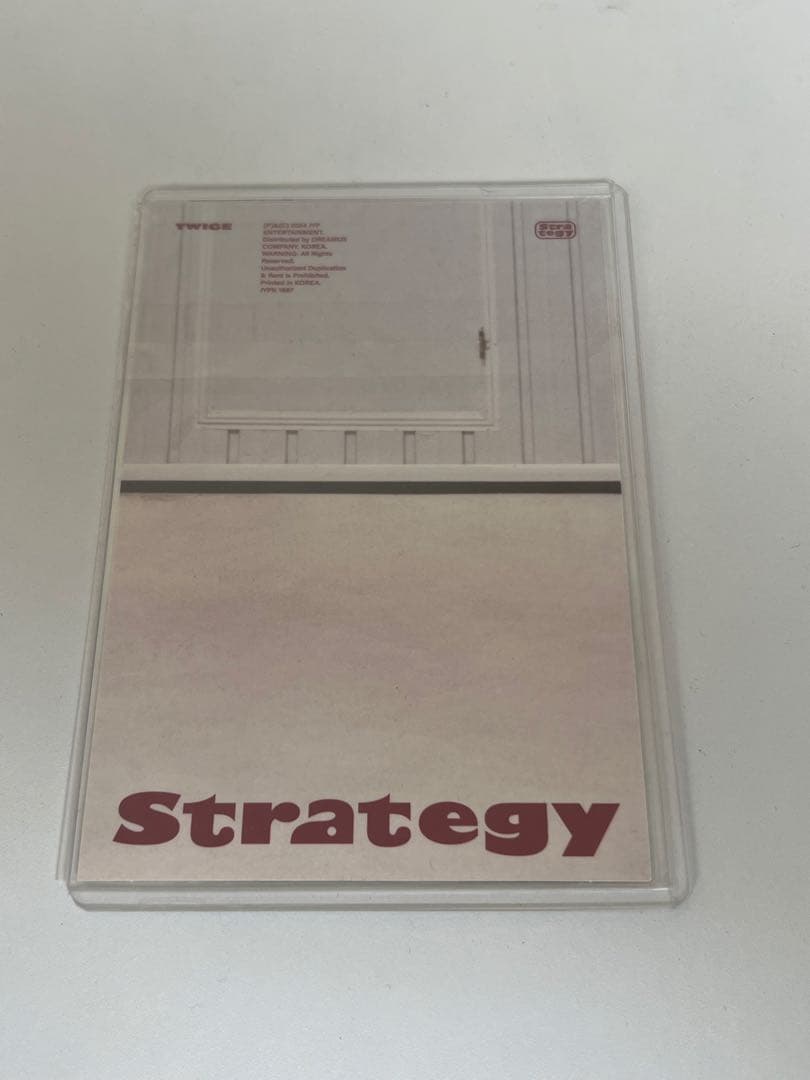 TWICE
(P)&(C) 2024 JYP
ENTERTAINMENT.
Distributed by DREAMUS
COMPANY. KOREA.
WARNING: All Rights
Reserved.
Unauthorized Duplication
& Rent is Prohibited.
Printed in KOREA.
Stra
tegy
Strategy